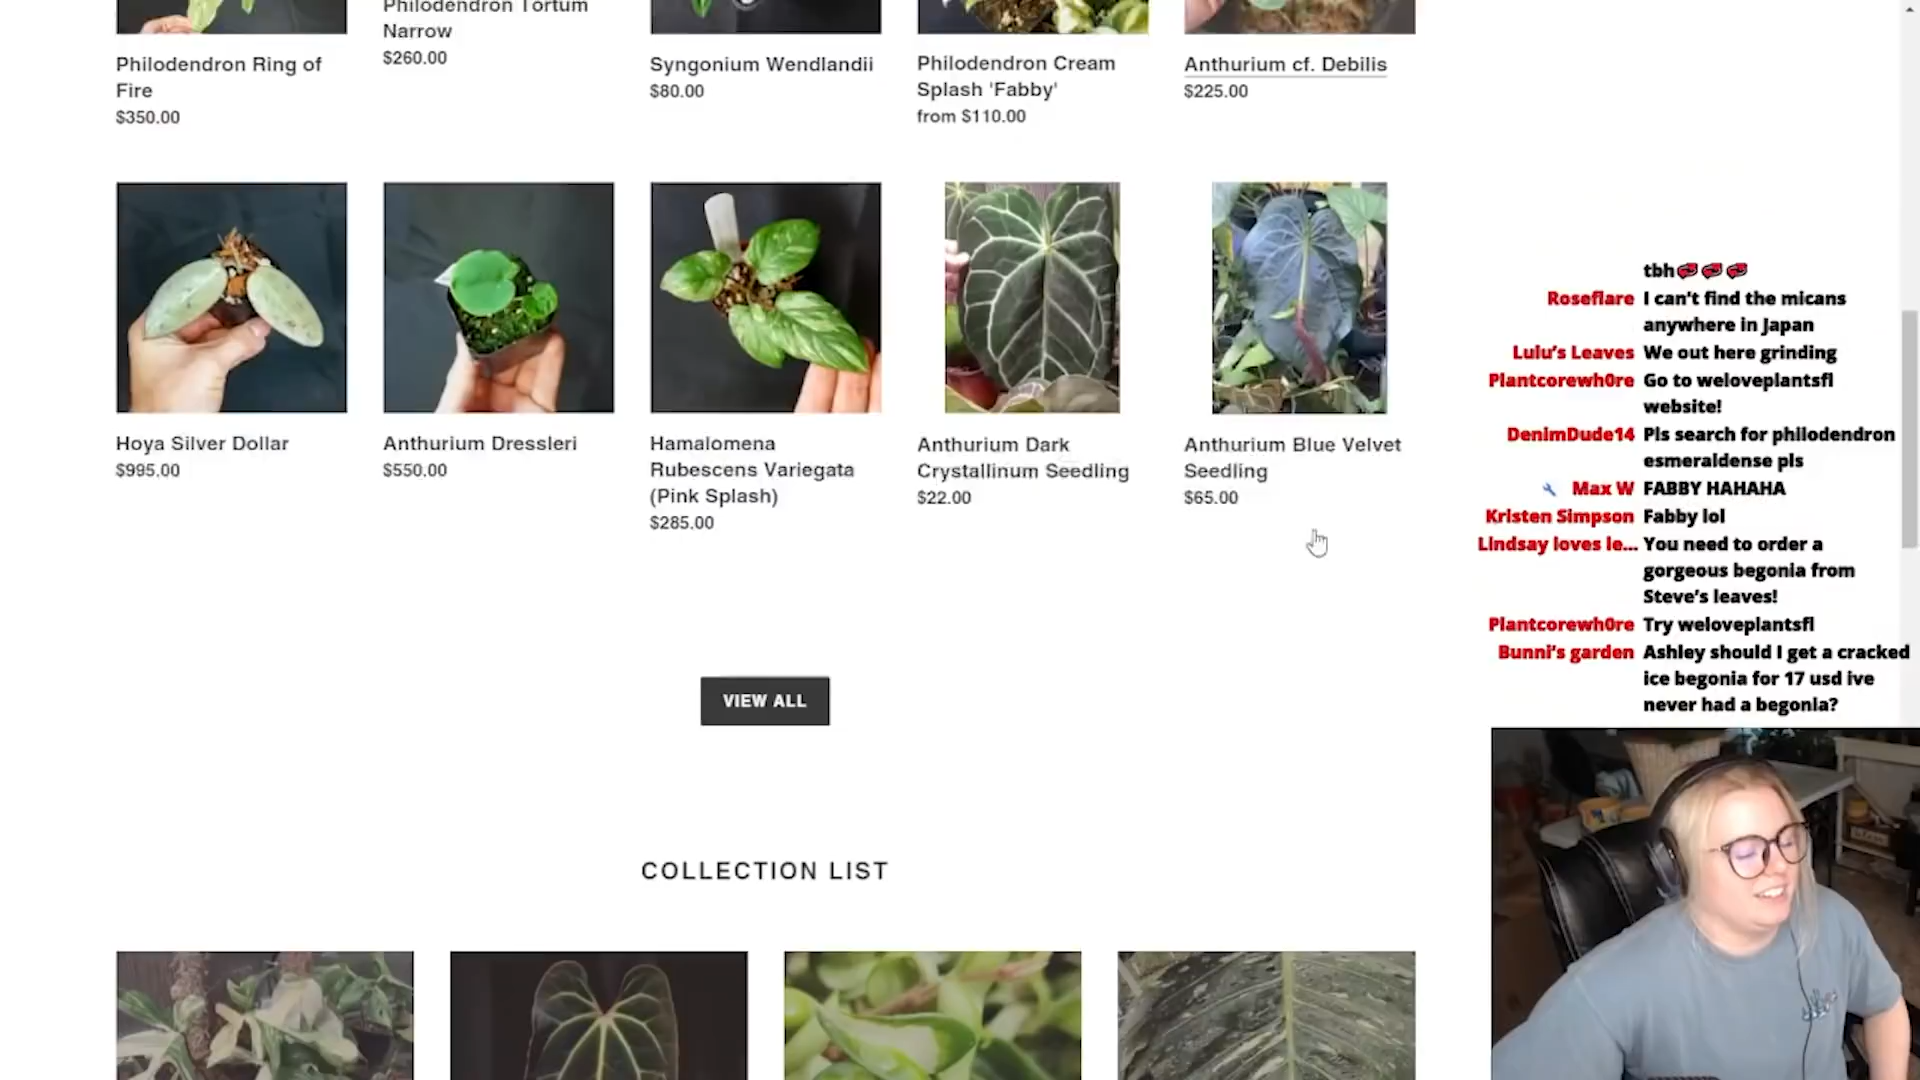 Philodendron Ring of
Fire
$350.00
Philodendron Tortum
Narrow
$260.00
Syngonium Wendlandii
$80.00
Philodendron Cream
Splash 'Fabby'
from $110.00
Anthurium cf. Debilis
$225.00
Hoya Silver Dollar
$995.00
Anthurium Dressleri
$550.00
Hamalomena
Rubescens Variegata
(Pink Splash)
$285.00
Anthurium Dark
Crystallinum Seedling
$22.00
Anthurium Blue Velvet
Seedling
$65.00
VIEW ALL
COLLECTION LIST
tbh
Roseflare I can't find the micans
anywhere in Japan
Lulu's Leaves We out here grinding
Plantcorewh0re Go to weloveplantsfl
website!
DenimDude14 Pls search for philodendron
esmeraldense pls
Max W FABBY HAHAHA
Kristen Simpson Fabby lol
Lindsay loves le... You need to order a
gorgeous begonia from
Steve's leaves!
Plantcorewh0re Try weloveplantsfl
Bunni's garden Ashley should I get a cracked
ice begonia for 17 usd ive
never had a begonia?